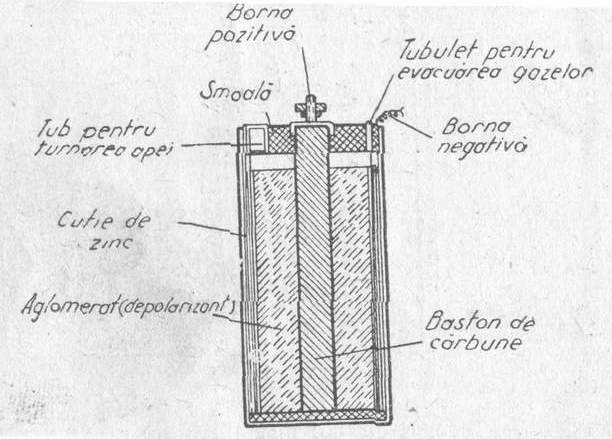 Borna
pozitivă
Tubuleț pentru
evacuarea gazelor
Smoală
Tub pentru
turnarea apei
Borna
negativă
Cutie de
zinc
Aglomerat (depolarizant)
Baston de
cărbune